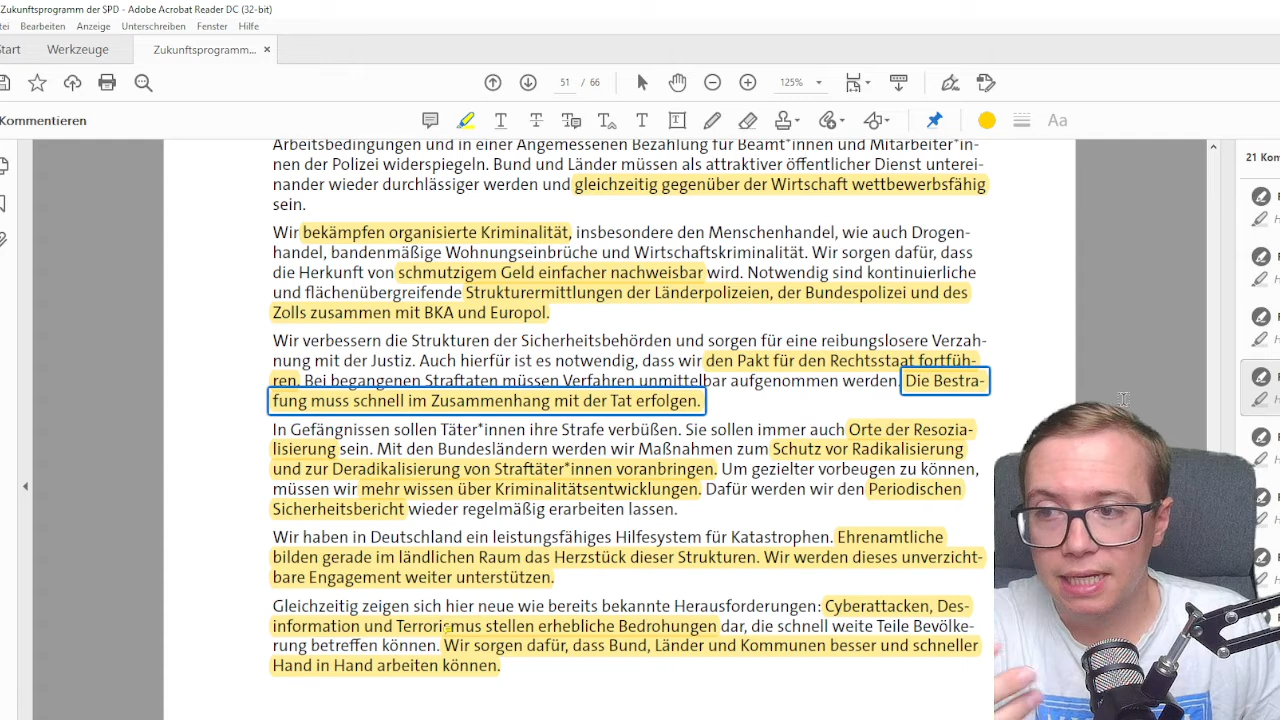 Zukunftsprogramm der SPD - Adobe Acrobat Reader DC (32-bit)
Bearbeiten Anzeige Unterschreiben Fenster Hilfe
Werkzeuge Zukunftsprogramm... ×
51 / 66 125%
Kommentieren Aa
21
Arbeitsbedingungen und in einer Angemessenen Bezahlung für Beamt*innen und Mitarbeiter*in-
nen der Polizei widerspiegeln. Bund und Länder müssen als attraktiver öffentlicher Dienst unterei-
nander wieder durchlässiger werden und gleichzeitig gegenüber der Wirtschaft wettbewerbsfähig
sein.
Wir bekämpfen organisierte Kriminalität, insbesondere den Menschenhandel, wie auch Drogen-
handel, bandenmäßige Wohnungseinbrüche und Wirtschaftskriminalität. Wir sorgen dafür, dass
die Herkunft von schmutzigem Geld einfacher nachweisbar wird. Notwendig sind kontinuierliche
und flächenübergreifende Strukturermittlungen der Länderpolizeien, der Bundespolizei und des
Zolls zusammen mit BKA und Europol.
Wir verbessern die Strukturen der Sicherheitsbehörden und sorgen für eine reibungslosere Verzah-
nung mit der Justiz. Auch hierfür ist es notwendig, dass wir den Pakt für den Rechtsstaat fortfüh-
ren. Bei begangenen Straftaten müssen Verfahren unmittelbar aufgenommen werden. Die Bestra-
fung muss schnell im Zusammenhang mit der Tat erfolgen.
In Gefängnissen sollen Täter*innen ihre Strafe verbüßen. Sie sollen immer auch Orte der Resozia-
lisierung sein. Mit den Bundesländern werden wir Maßnahmen zum Schutz vor Radikalisierung
und zur Deradikalisierung von Straftäter*innen voranbringen. Um gezielter vorbeugen zu können,
müssen wir mehr wissen über Kriminalitätsentwicklungen. Dafür werden wir den Periodischen
Sicherheitsbericht wieder regelmäßig erarbeiten lassen.
Wir haben in Deutschland ein leistungsfähiges Hilfesystem für Katastrophen. Ehrenamtliche
bilden gerade im ländlichen Raum das Herzstück dieser Strukturen. Wir werden dieses unverzicht-
bare Engagement weiter unterstützen.
Gleichzeitig zeigen sich hier neue wie bereits bekannte Herausforderungen: Cyberattacken, Des-
information und Terrorismus stellen erhebliche Bedrohungen dar, die schnell weite Teile Bevölke-
rung betreffen können. Wir sorgen dafür, dass Bund, Länder und Kommunen besser und schneller
Hand in Hand arbeiten können.